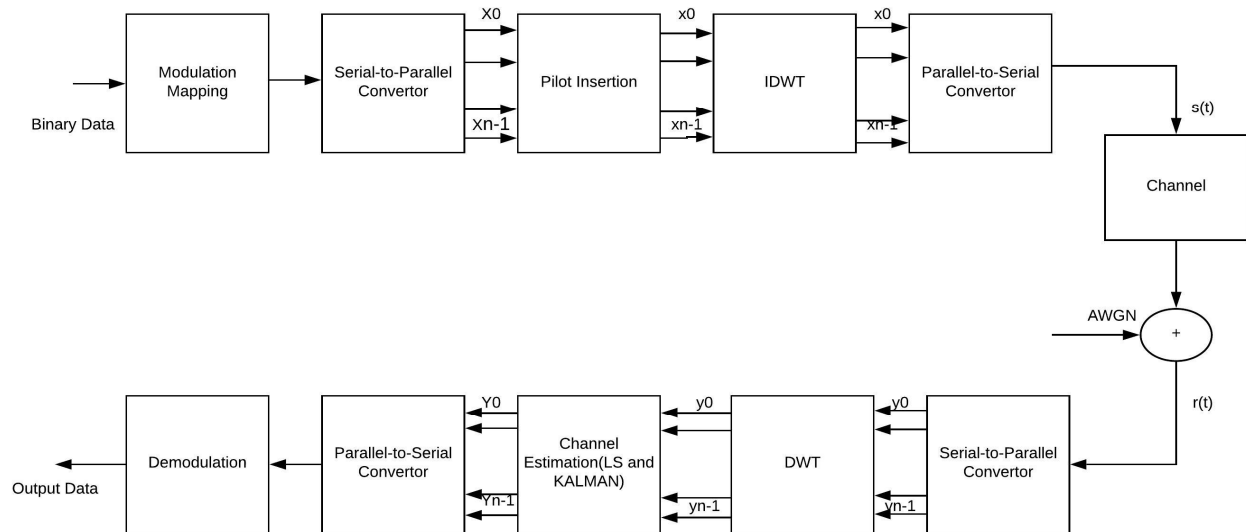 X0
x0
x0
Modulation
Mapping
Serial-to-Parallel
Convertor
Pilot Insertion
IDWT
Parallel-to-Serial
Convertor
Binary Data
Xn-1
xn-1
xn-1
s(t)
Channel
AWGN
+
r(t)
Y0
y0
y0
Demodulation
Parallel-to-Serial
Convertor
Channel
Estimation(LS and
KALMAN)
DWT
Serial-to-Parallel
Convertor
Output Data
Yn-1
yn-1
yn-1